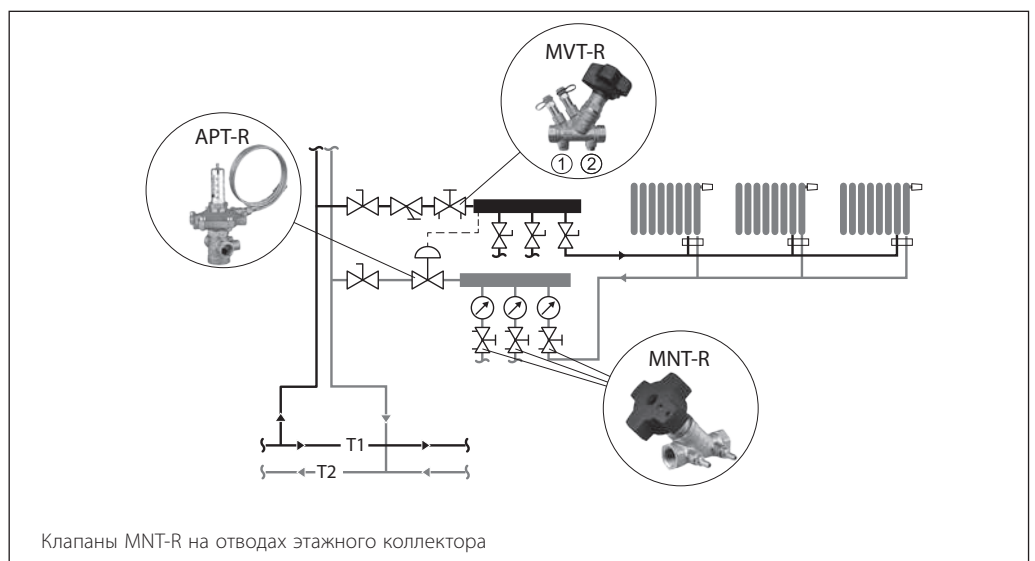 MVT-R
① ②
APT-R
MNT-R
T1
T2
Клапаны MNT-R на отводах этажного коллектора